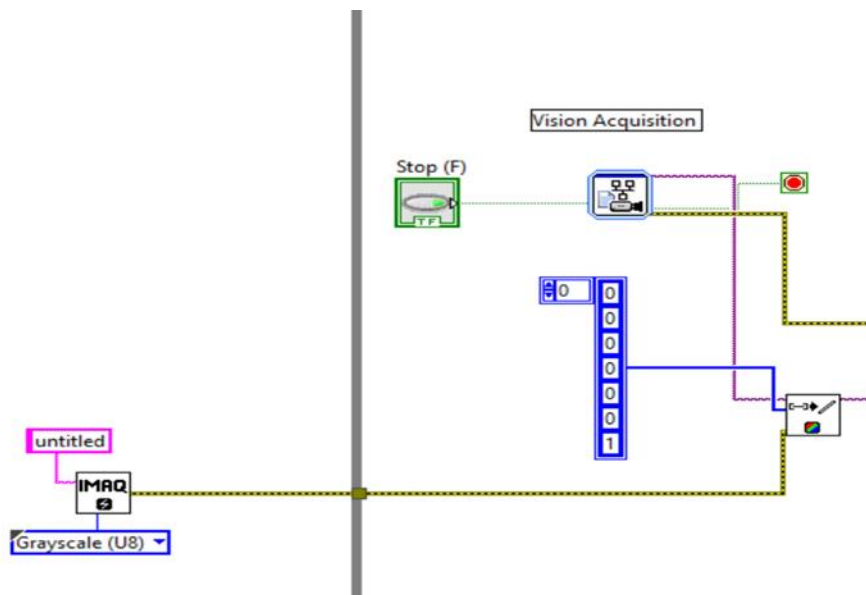 Vision Acquisition
Stop (F)
TF
0
0
0
0
0
0
0
1
untitled
IMAQ
Grayscale (U8)